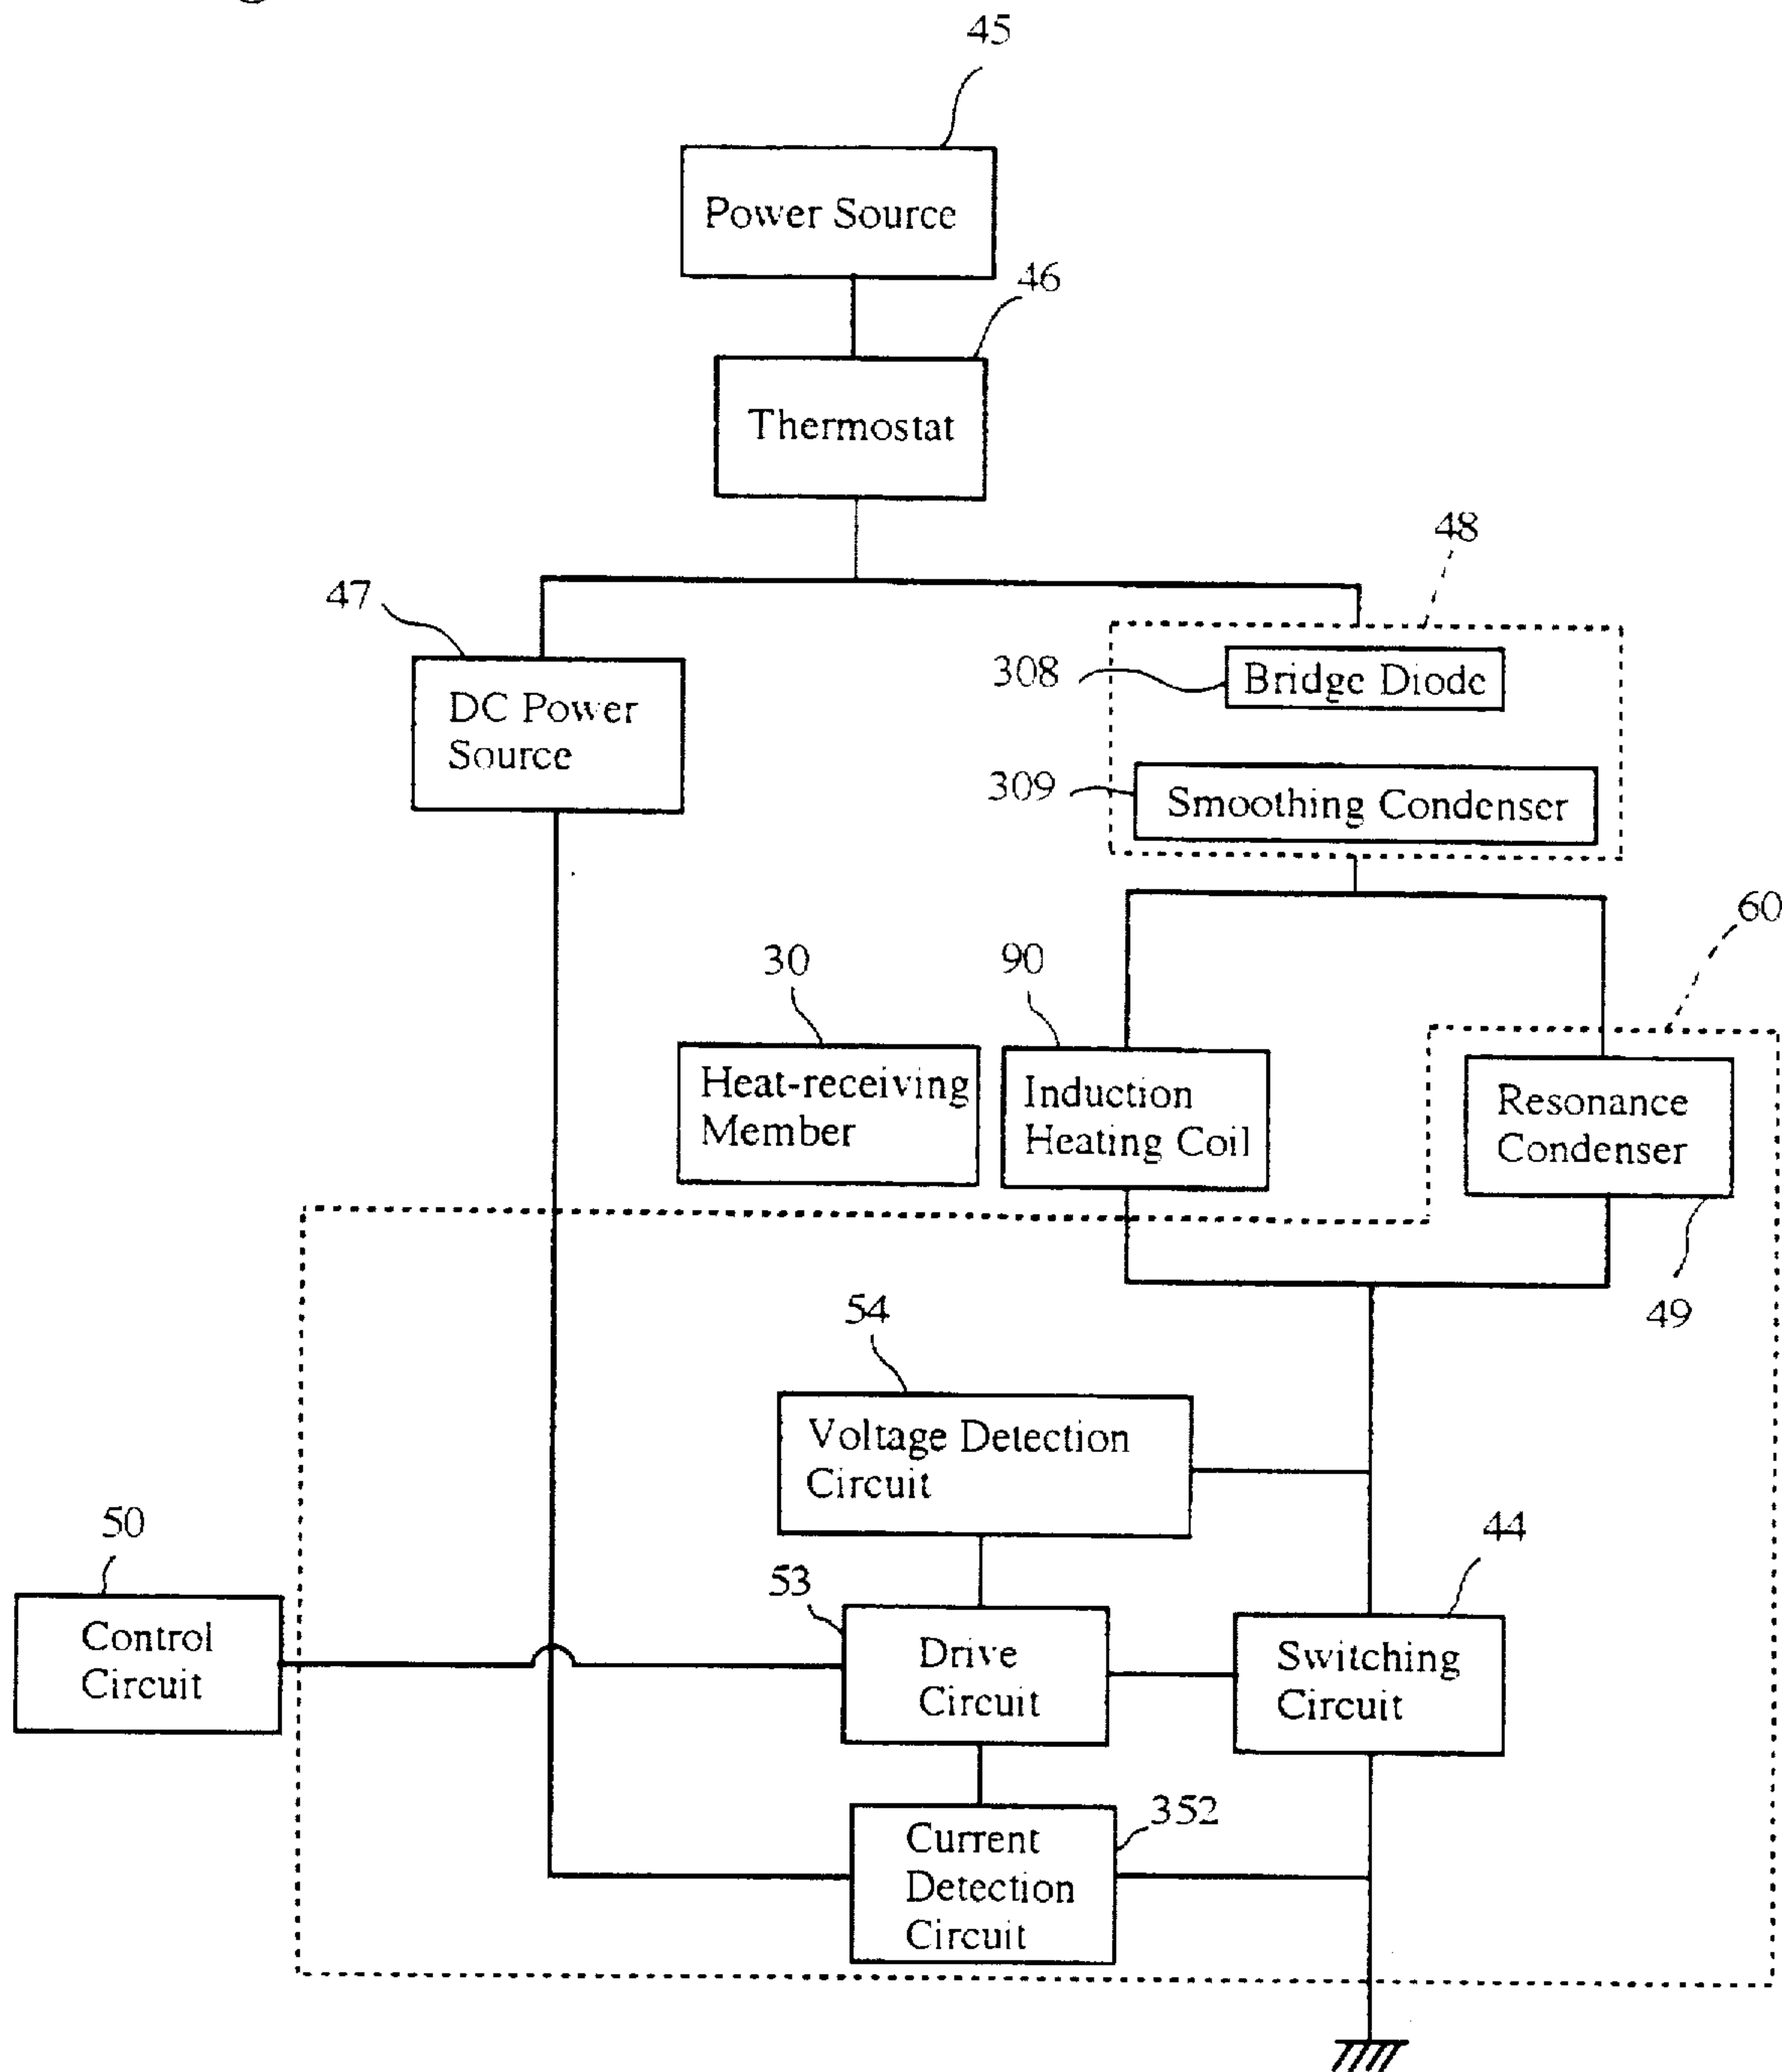 45
Power Source
46
Thermostat
48
47
308
Bridge Diode
DC Power
Source
309
Smoothing Condenser
60
30
90
Heat-receiving
Member
Induction
Heating Coil
Resonance
Condenser
49
54
Voltage Detection
Circuit
50
44
53
Control
Circuit
Drive
Circuit
Switching
Circuit
352
Current
Detection
Circuit